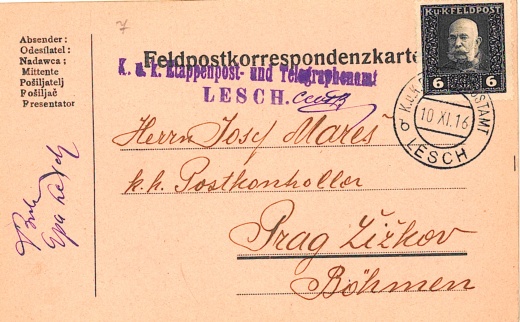 7
Absender :
Odesílatel :
Nadawca :
Mittente
Pošiljatelj
Pošiljač
Presentator
Feldpostkorrespondenzkarte
K. u. k. Etappenpost- und Telegraphenamt
LESCH.
K.u.K. FELDPOST
6 6
10 XI. 16
LESCH
Herrn Josef Mareš
k. k. Postkontrollor
Prag Žižkov
Böhmen